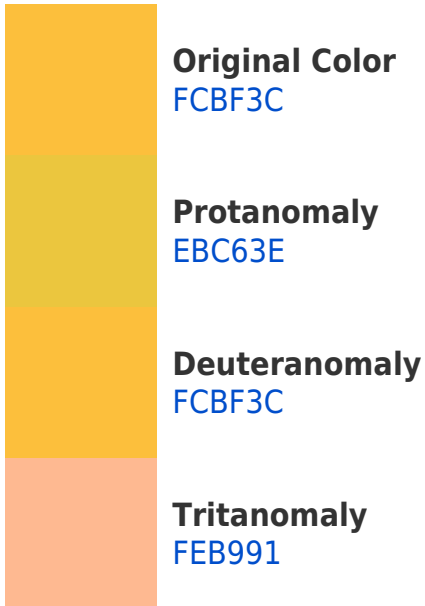 Original Color
FCBF3C
Protanomaly
EBC63E
Deuteranomaly
FCBF3C
Tritanomaly
FEB991